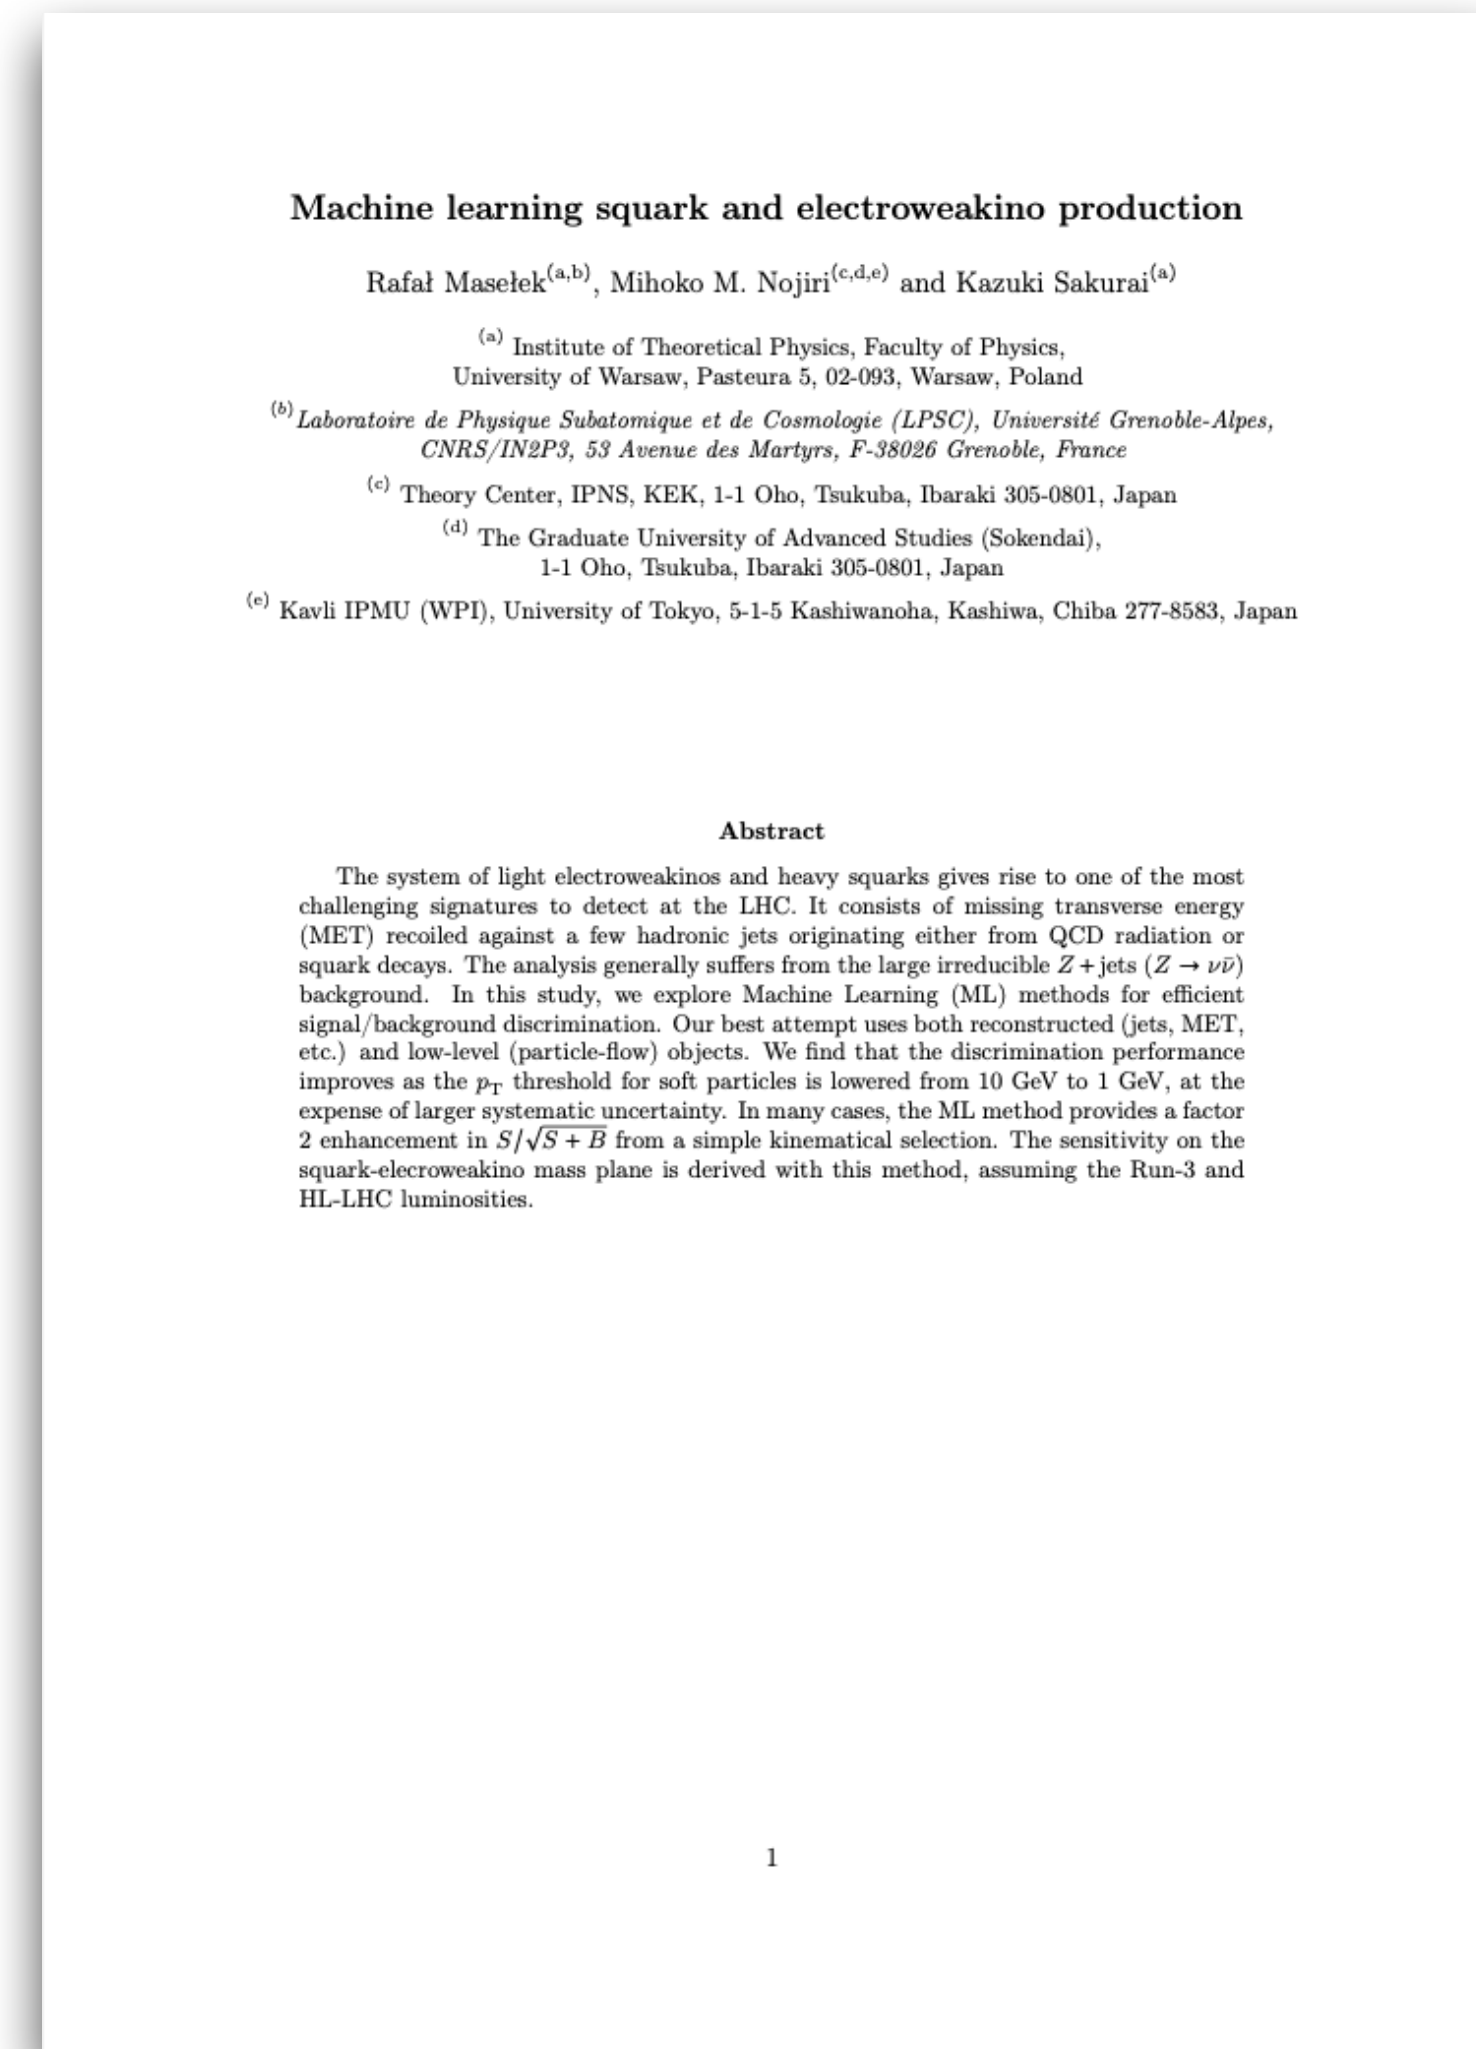 Machine learning squark and electroweakino production
Rafał Masełek(a,b), Mihoko M. Nojiri(c,d,e) and Kazuki Sakurai(a)
(a) Institute of Theoretical Physics, Faculty of Physics,
University of Warsaw, Pasteura 5, 02-093, Warsaw, Poland
(b) Laboratoire de Physique Subatomique et de Cosmologie (LPSC), Université Grenoble-Alpes,
CNRS/IN2P3, 53 Avenue des Martyrs, F-38026 Grenoble, France
(c) Theory Center, IPNS, KEK, 1-1 Oho, Tsukuba, Ibaraki 305-0801, Japan
(d) The Graduate University of Advanced Studies (Sokendai),
1-1 Oho, Tsukuba, Ibaraki 305-0801, Japan
(e) Kavli IPMU (WPI), University of Tokyo, 5-1-5 Kashiwanoha, Kashiwa, Chiba 277-8583, Japan
Abstract
The system of light electroweakinos and heavy squarks gives rise to one of the most
challenging signatures to detect at the LHC. It consists of missing transverse energy
(MET) recoiled against a few hadronic jets originating either from QCD radiation or
squark decays. The analysis generally suffers from the large irreducible Z + jets (Z → νν̄)
background. In this study, we explore Machine Learning (ML) methods for efficient
signal/background discrimination. Our best attempt uses both reconstructed (jets, MET,
etc.) and low-level (particle-flow) objects. We find that the discrimination performance
improves as the pT threshold for soft particles is lowered from 10 GeV to 1 GeV, at the
expense of larger systematic uncertainty. In many cases, the ML method provides a factor
2 enhancement in S/√S + B from a simple kinematical selection. The sensitivity on the
squark-elecroweakino mass plane is derived with this method, assuming the Run-3 and
HL-LHC luminosities.
1